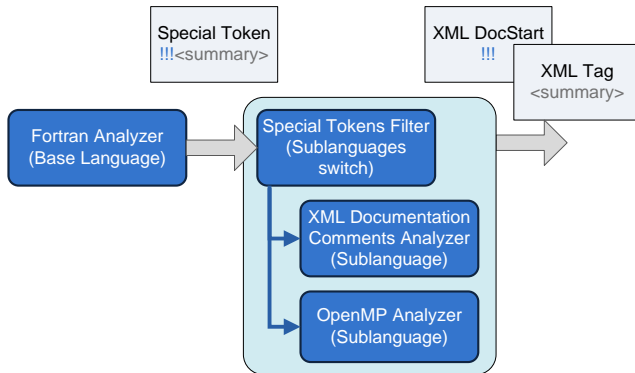 Special Token
!!!<summary>
XML DocStart
!!!
XML Tag
<summary>
Fortran Analyzer
(Base Language)
Special Tokens Filter
(Sublanguages
switch)
XML Documentation
Comments Analyzer
(Sublanguage)
OpenMP Analyzer
(Sublanguage)